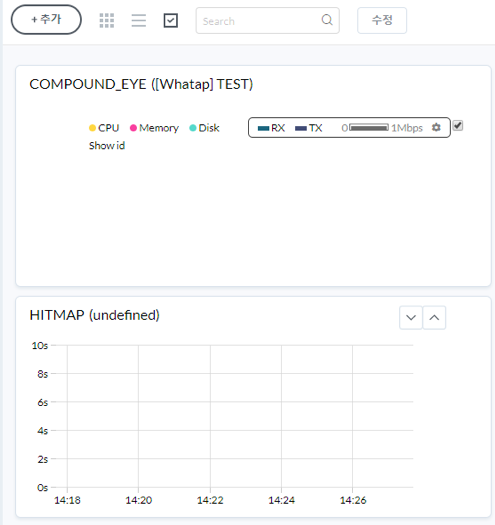 + 추가
Search
수정
COMPOUND_EYE ([Whatap] TEST)
CPU Memory Disk RX TX 0 1Mbps
Show id
HITMAP (undefined)
10s
8s
6s
4s
2s
0s
14:18 14:20 14:22 14:24 14:26